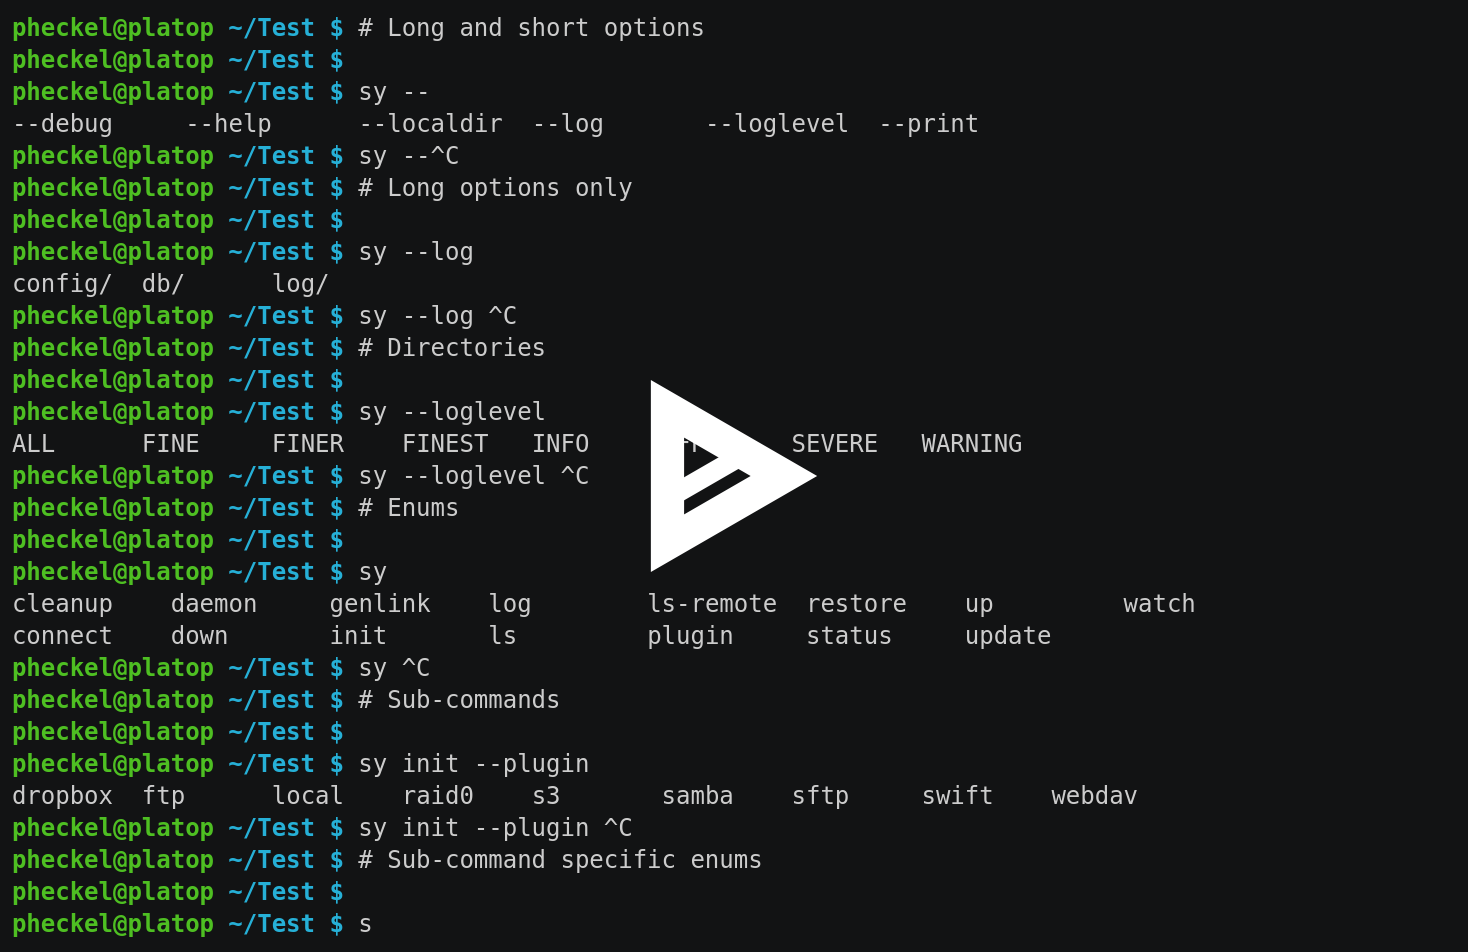 pheckel@platop ~/Test $ # Long and short options
pheckel@platop ~/Test $
pheckel@platop ~/Test $ sy --
--debug     --help      --localdir  --log       --loglevel  --print
pheckel@platop ~/Test $ sy --^C
pheckel@platop ~/Test $ # Long options only
pheckel@platop ~/Test $
pheckel@platop ~/Test $ sy --log
config/  db/      log/
pheckel@platop ~/Test $ sy --log ^C
pheckel@platop ~/Test $ # Directories
pheckel@platop ~/Test $
pheckel@platop ~/Test $ sy --loglevel
ALL      FINE     FINER    FINEST   INFO     SEVERE   WARNING
pheckel@platop ~/Test $ sy --loglevel ^C
pheckel@platop ~/Test $ # Enums
pheckel@platop ~/Test $
pheckel@platop ~/Test $ sy
cleanup    daemon     genlink    log        ls-remote  restore    up         watch
connect    down       init       ls         plugin     status     update
pheckel@platop ~/Test $ sy ^C
pheckel@platop ~/Test $ # Sub-commands
pheckel@platop ~/Test $
pheckel@platop ~/Test $ sy init --plugin
dropbox  ftp      local    raid0    s3       samba    sftp     swift    webdav
pheckel@platop ~/Test $ sy init --plugin ^C
pheckel@platop ~/Test $ # Sub-command specific enums
pheckel@platop ~/Test $
pheckel@platop ~/Test $ s